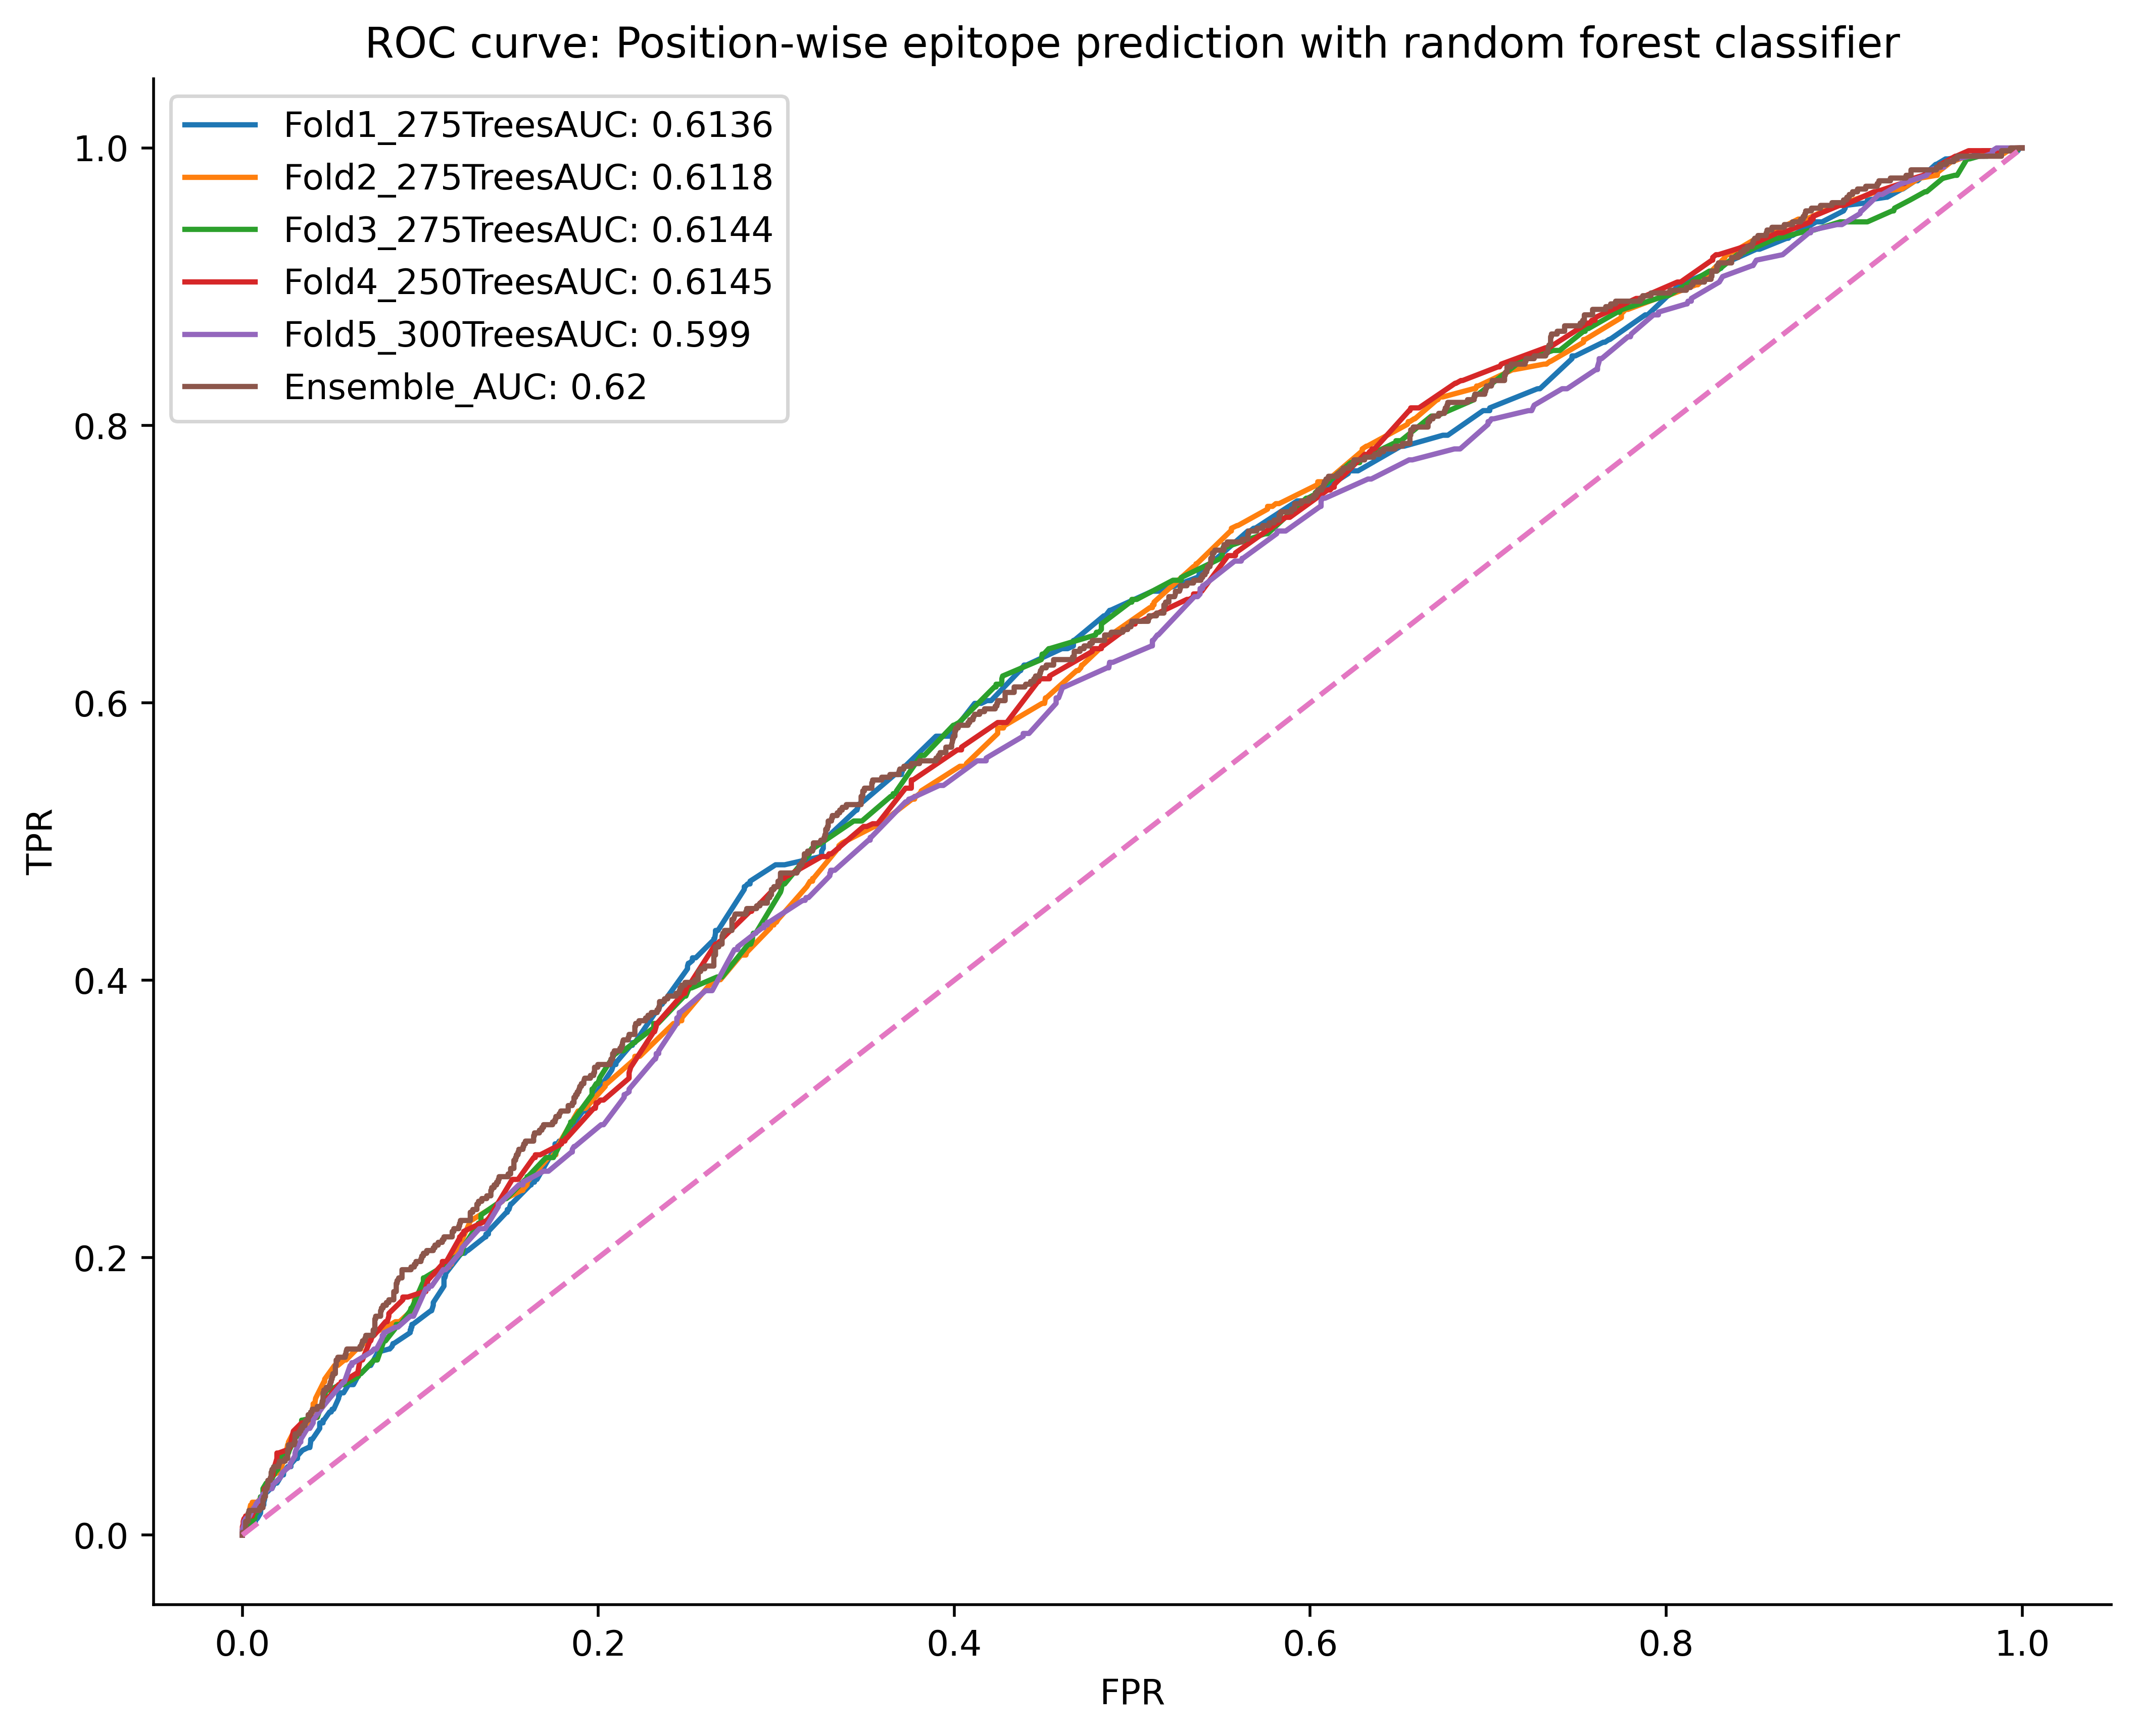 ROC curve: Position-wise epitope prediction with random forest classifier
Fold1_275TreesAUC: 0.6136
Fold2_275TreesAUC: 0.6118
Fold3_275TreesAUC: 0.6144
Fold4_250TreesAUC: 0.6145
Fold5_300TreesAUC: 0.599
Ensemble_AUC: 0.62
1.0
0.8
0.6
0.4
0.2
0.0
TPR
0.0 0.2 0.4 0.6 0.8 1.0
FPR